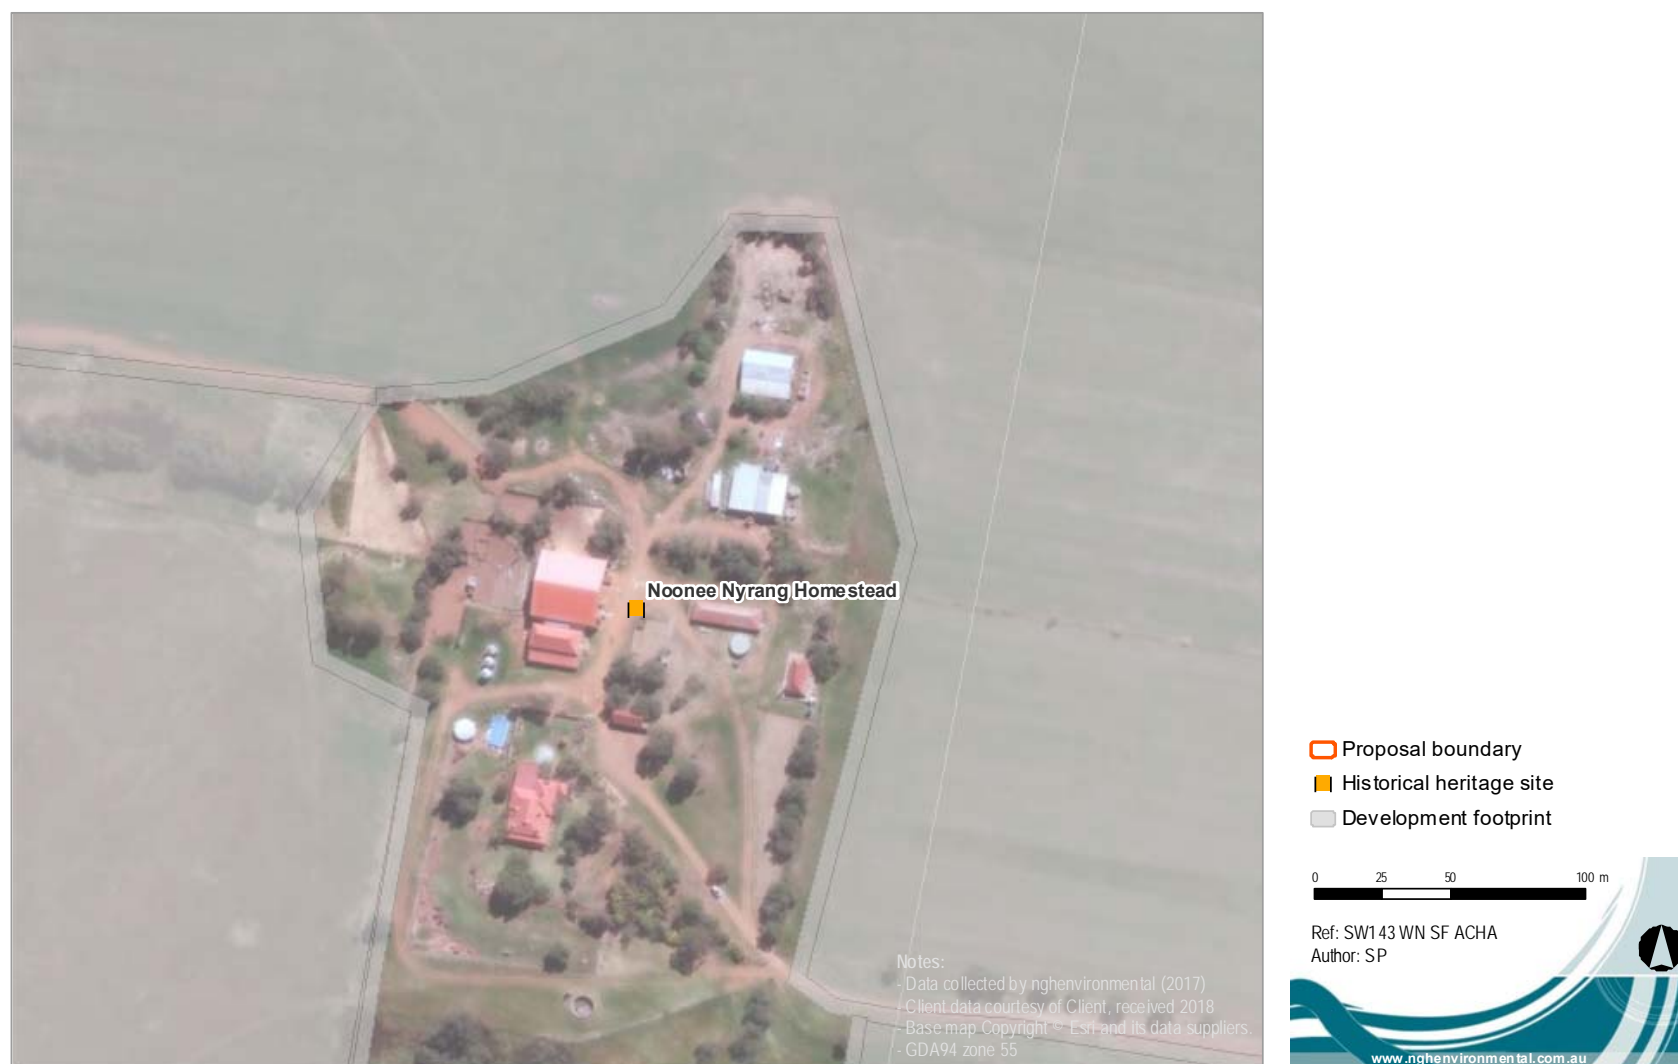 Noonee Nyrang Homestead
Notes:
- Data collected by nghenvironmental (2017)
- Client data courtesy of Client, received 2018
- Base map Copyright © Esri and its data suppliers.
- GDA94 zone 55
Proposal boundary
Historical heritage site
Development footprint
0 25 50 100 m
Ref: SW143 WN SF ACHA
Author: SP
www.nghenvironmental.com.au